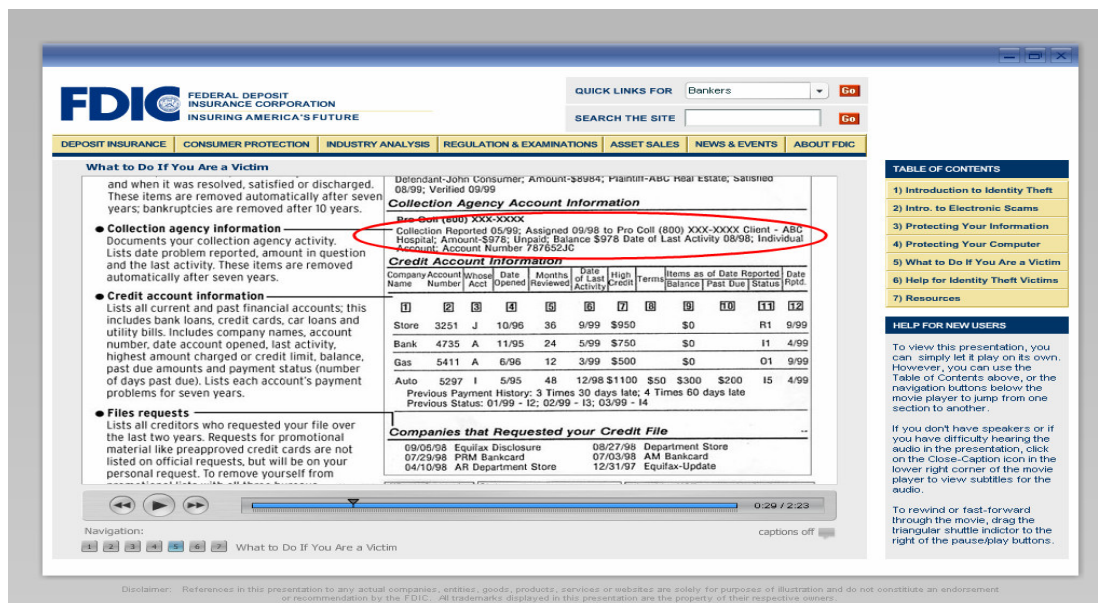 FDIC
FEDERAL DEPOSIT
INSURANCE CORPORATION
INSURING AMERICA'S FUTURE
QUICK LINKS FOR Bankers Go
SEARCH THE SITE Go
DEPOSIT INSURANCE CONSUMER PROTECTION INDUSTRY ANALYSIS REGULATION & EXAMINATIONS ASSET SALES NEWS & EVENTS ABOUT FDIC
What to Do If You Are a Victim
and when it was resolved, satisfied or discharged.
These items are removed automatically after seven
years; bankruptcies are removed after 10 years.
Collection agency information
Documents your collection agency activity.
Lists date problem reported, amount in question
and the last activity. These items are removed
automatically after seven years.
Credit account information
Lists all current and past financial accounts; this
includes bank loans, credit cards, car loans and
utility bills. Includes company names, account
number, date account opened, last activity,
highest amount charged or credit limit, balance,
past due amounts and payment status (number
of days past due). Lists each account's payment
problems for seven years.
Files requests
Lists all creditors who requested your file over
the last two years. Requests for promotional
material like preapproved credit cards are not
listed on official requests, but will be on your
personal request. To remove yourself from
Defendant-John Consumer; Amount-$8984; Plaintiff-ABC Real Estate; Satisfied
08/99; Verified 09/99
Collection Agency Account Information
Pro Coll (800) XXX-XXXX
Collection Reported 05/99; Assigned 09/98 to Pro Coll (800) XXX-XXXX Client - ABC
Hospital; Amount-$978; Unpaid; Balance $978 Date of Last Activity 08/98; Individual
Account; Account Number 787652JC
Credit Account Information
Company Name Account Number Whose Acct Date Opened Months Reviewed Date of Last Activity High Credit Terms Items as of Date Reported Balance Past Due Status Date Rptd.
1 2 3 4 5 6 7 8 9 10 11 12
Store 3251 J 10/96 36 9/99 $950 $0 R1 9/99
Bank 4735 A 11/95 24 5/99 $750 $0 I1 4/99
Gas 5411 A 6/96 12 3/99 $500 $0 O1 9/99
Auto 5297 I 5/95 48 12/98 $1100 $50 $300 $200 I5 4/99
Previous Payment History: 3 Times 30 days late; 4 Times 60 days late
Previous Status: 01/99 - I2; 02/99 - I3; 03/99 - I4
Companies that Requested your Credit File
09/06/98 Equifax Disclosure 08/27/98 Department Store
07/29/98 PRM Bankcard 07/03/98 AM Bankcard
04/10/98 AR Department Store 12/31/97 Equifax-Update
0:29 / 2:23
Navigation:
captions off
1 2 3 4 5 6 7 What to Do If You Are a Victim
TABLE OF CONTENTS
1) Introduction to Identity Theft
2) Intro. to Electronic Scams
3) Protecting Your Information
4) Protecting Your Computer
5) What to Do If You Are a Victim
6) Help for Identity Theft Victims
7) Resources
HELP FOR NEW USERS
To view this presentation, you
can simply let it play on its own.
However, you can use the
Table of Contents above, or the
navigation buttons below the
movie player to jump from one
section to another.
If you don't have speakers or if
you have difficulty hearing the
audio in the presentation, click
on the Close-Caption icon in the
lower right corner of the movie
player to view subtitles for the
audio.
To rewind or fast-forward
through the movie, drag the
triangular shuttle indictor to the
right of the pause/play buttons.
Disclaimer: References in this presentation to any actual companies, entities, goods, products, services or websites are solely for purposes of illustration and do not constitute an endorsement
or recommendation by the FDIC. All trademarks displayed in this presentation are the property of their respective owners.